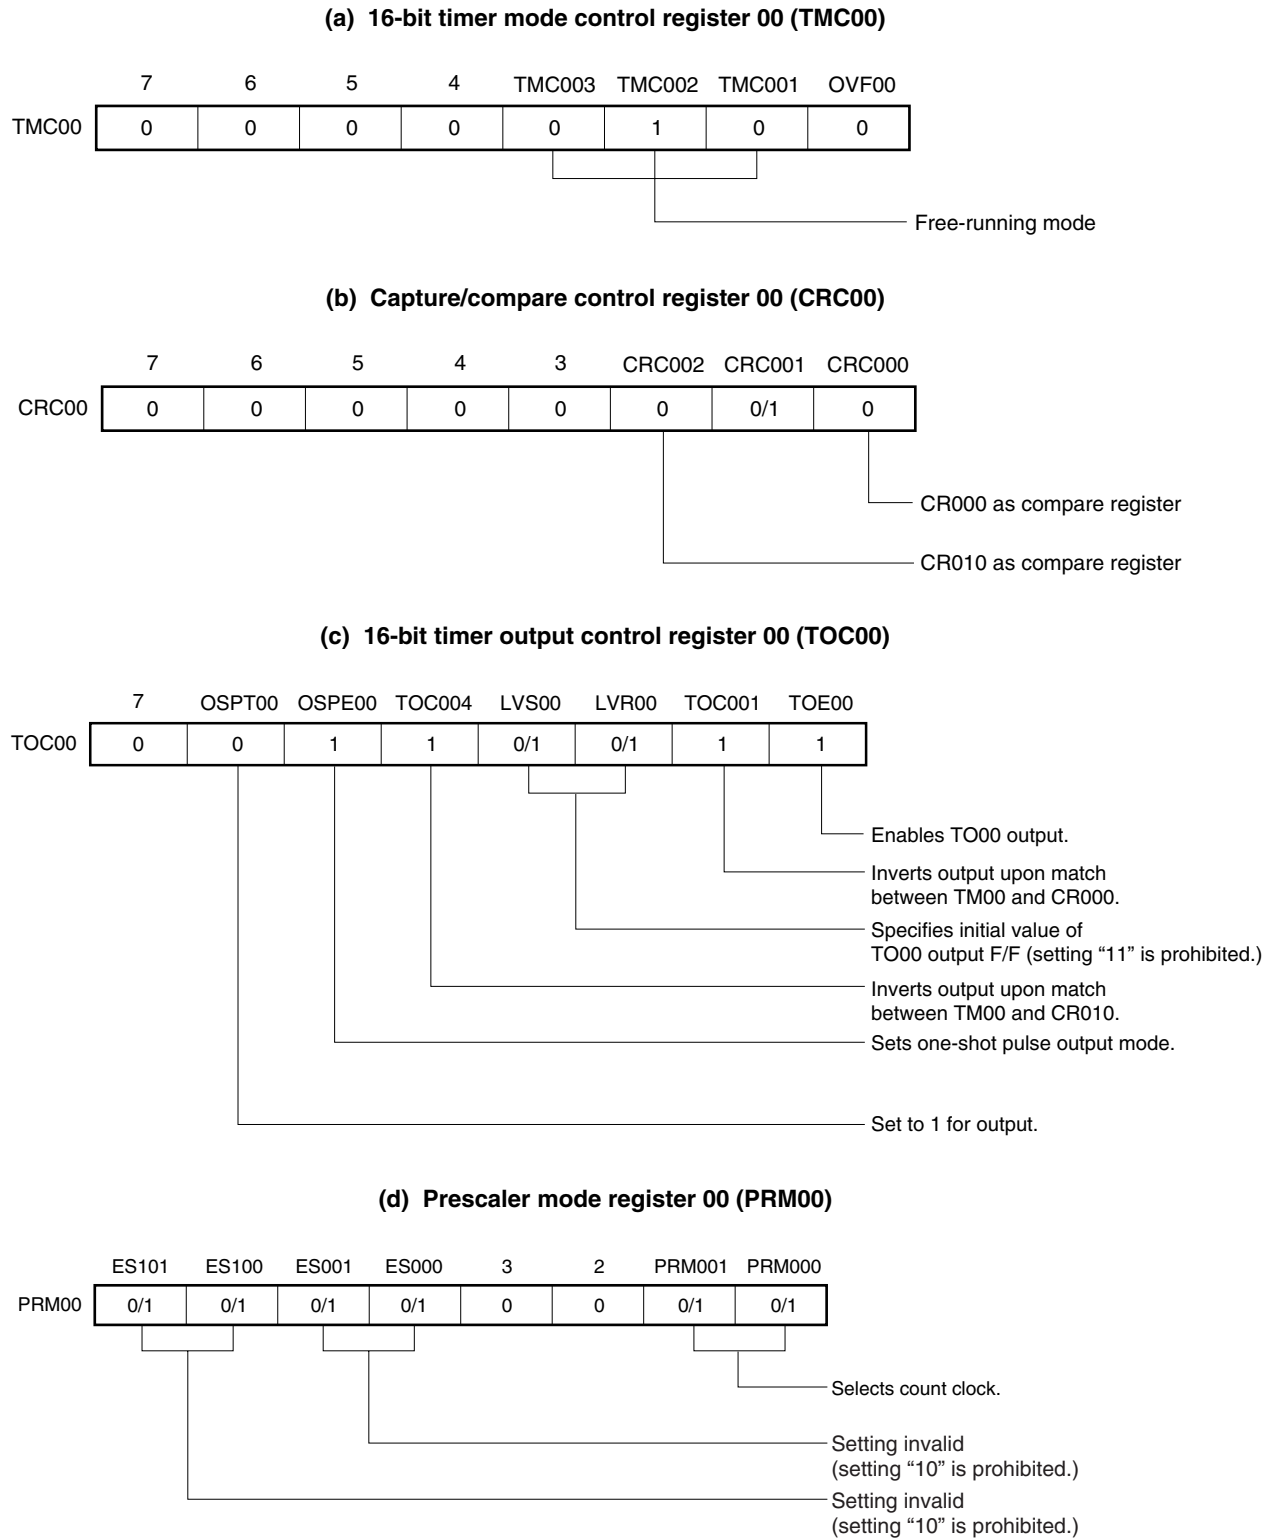 (a) 16-bit timer mode control register 00 (TMC00)
7 6 5 4 TMC003 TMC002 TMC001 OVF00
TMC00 0 0 0 0 0 1 0 0
Free-running mode
(b) Capture/compare control register 00 (CRC00)
7 6 5 4 3 CRC002 CRC001 CRC000
CRC00 0 0 0 0 0 0 0/1 0
CR000 as compare register
CR010 as compare register
(c) 16-bit timer output control register 00 (TOC00)
7 OSPT00 OSPE00 TOC004 LVS00 LVR00 TOC001 TOE00
TOC00 0 0 1 1 0/1 0/1 1 1
Enables TO00 output.
Inverts output upon match
between TM00 and CR000.
Specifies initial value of
TO00 output F/F (setting “11” is prohibited.)
Inverts output upon match
between TM00 and CR010.
Sets one-shot pulse output mode.
Set to 1 for output.
(d) Prescaler mode register 00 (PRM00)
ES101 ES100 ES001 ES000 3 2 PRM001 PRM000
PRM00 0/1 0/1 0/1 0/1 0 0 0/1 0/1
Selects count clock.
Setting invalid
(setting “10” is prohibited.)
Setting invalid
(setting “10” is prohibited.)